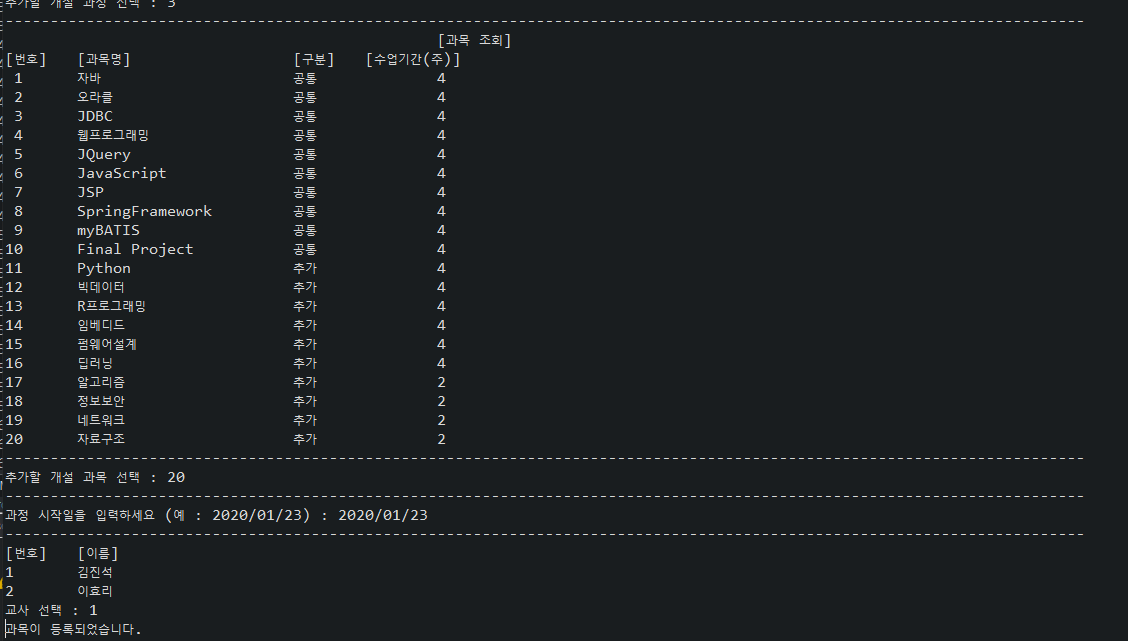 추가할 개설 과정 선택 : 3
------------------------------------------------------------------------------------------------------------------------
[과목 조회]
[번호] [과목명] [구분] [수업기간(주)]
1 자바 공통 4
2 오라클 공통 4
3 JDBC 공통 4
4 웹프로그래밍 공통 4
5 JQuery 공통 4
6 JavaScript 공통 4
7 JSP 공통 4
8 SpringFramework 공통 4
9 myBATIS 공통 4
10 Final Project 공통 4
11 Python 추가 4
12 빅데이터 추가 4
13 R프로그래밍 추가 4
14 임베디드 추가 4
15 펌웨어설계 추가 4
16 딥러닝 추가 4
17 알고리즘 추가 2
18 정보보안 추가 2
19 네트워크 추가 2
20 자료구조 추가 2
------------------------------------------------------------------------------------------------------------------------
추가할 개설 과목 선택 : 20
------------------------------------------------------------------------------------------------------------------------
과정 시작일을 입력하세요 (예 : 2020/01/23) : 2020/01/23
------------------------------------------------------------------------------------------------------------------------
[번호] [이름]
1 김진석
2 이효리
교사 선택 : 1
과목이 등록되었습니다.